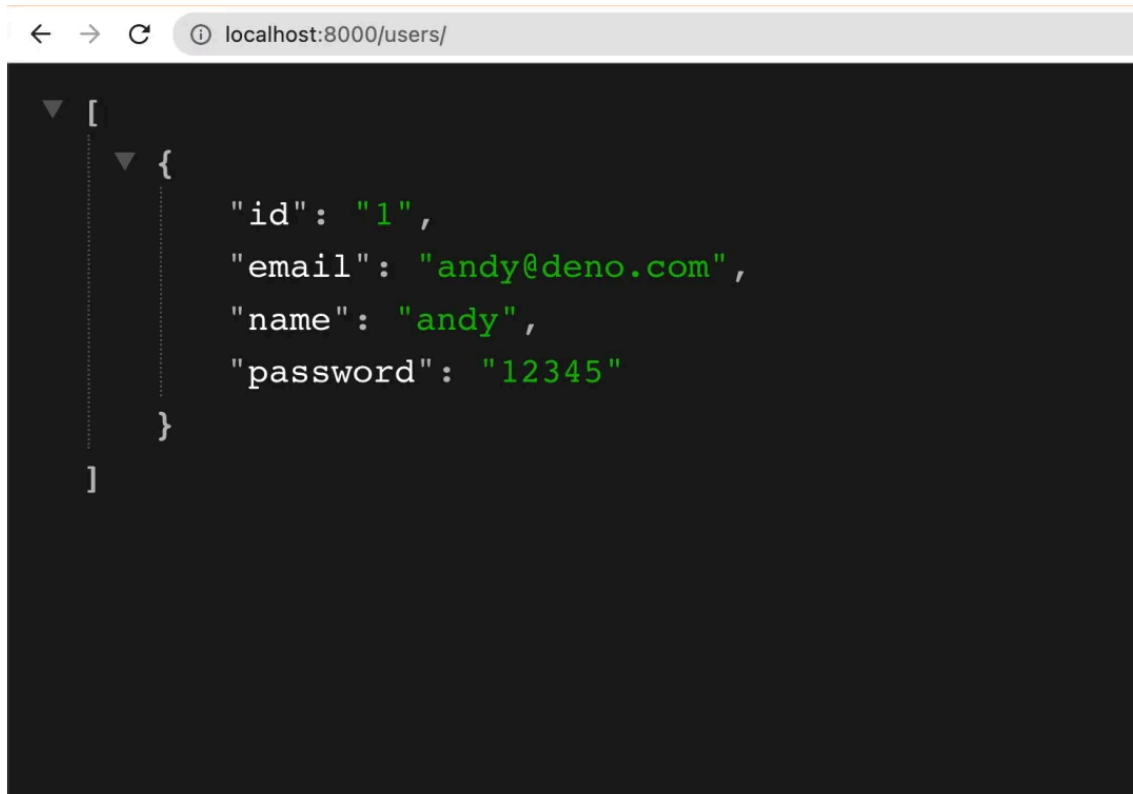 localhost:8000/users/
[
{
"id": "1",
"email": "andy@deno.com",
"name": "andy",
"password": "12345"
}
]